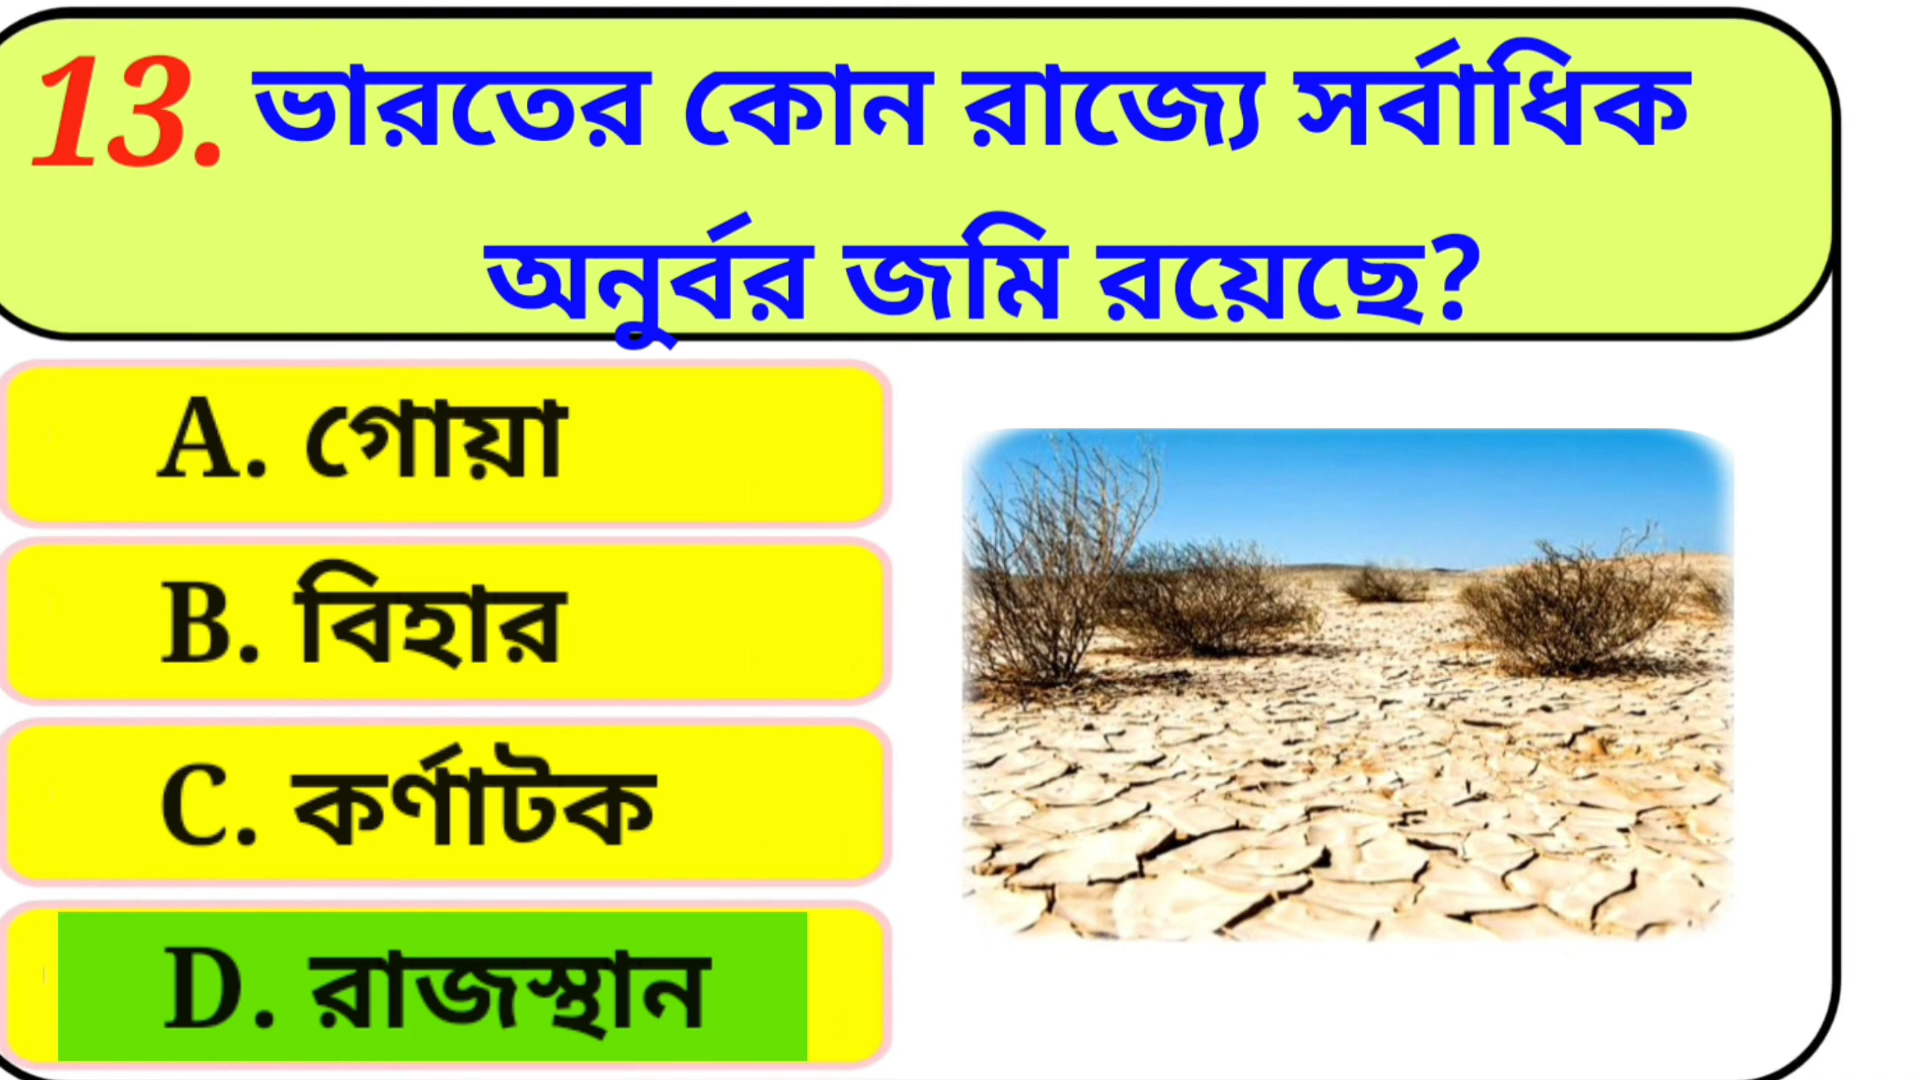 13. ভারতের কোন রাজ্যে সর্বাধিক
অনুর্বর জমি রয়েছে?
A. গোয়া
B. বিহার
C. কর্ণাটক
D. রাজস্থান